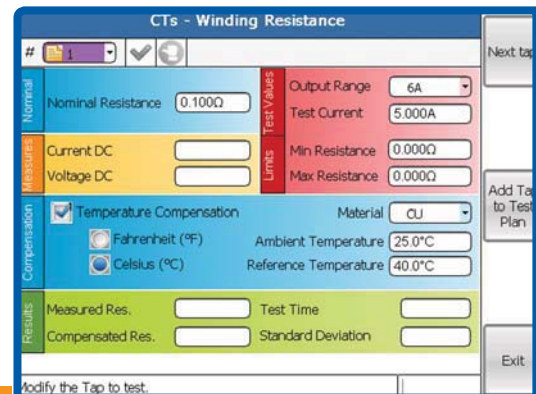 CTs - Winding Resistance
# 1
Next tap
Nominal
Nominal Resistance 0.100Ω
Test Values
Output Range 6A
Test Current 5.000A
Measures
Current DC
Voltage DC
Limits
Min Resistance 0.000Ω
Max Resistance 0.000Ω
Add Tap
to Test
Plan
Compensation
Temperature Compensation
Material CU
Fahrenheit (ºF)
Ambient Temperature 25.0°C
Celsius (ºC)
Reference Temperature 40.0°C
Results
Measured Res.
Test Time
Compensated Res.
Standard Deviation
Exit
Modify the Tap to test.